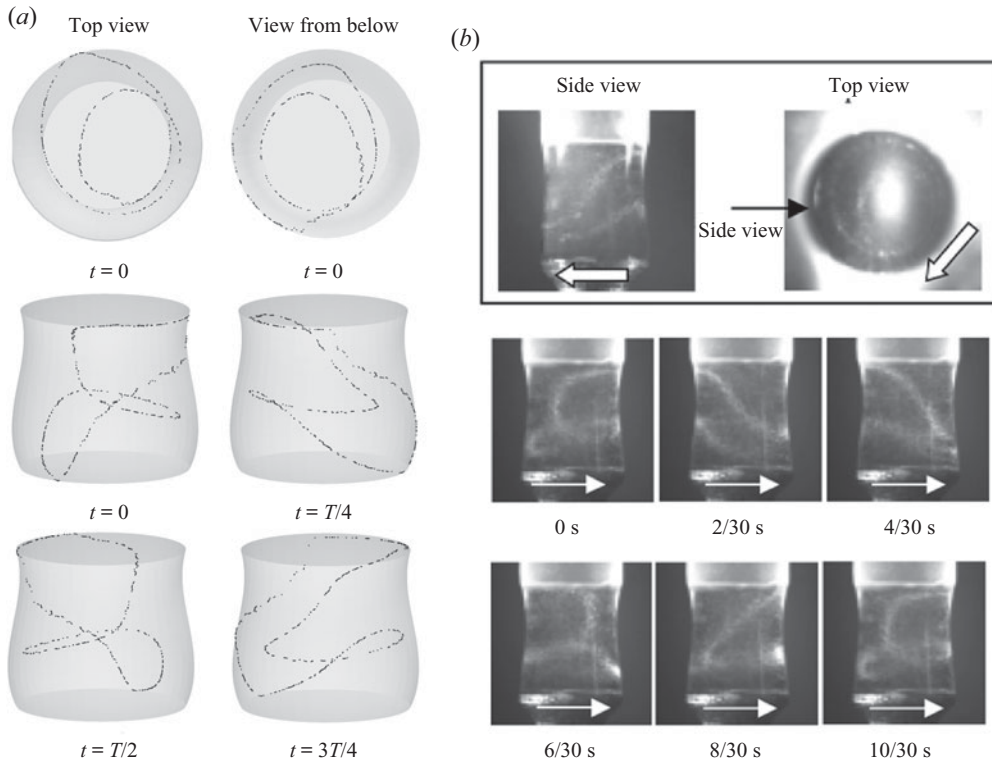 (a)
Top view
View from below
t = 0
t = 0
t = 0
t = T/4
t = T/2
t = 3T/4
(b)
Side view
Top view
Side view
0 s
2/30 s
4/30 s
6/30 s
8/30 s
10/30 s